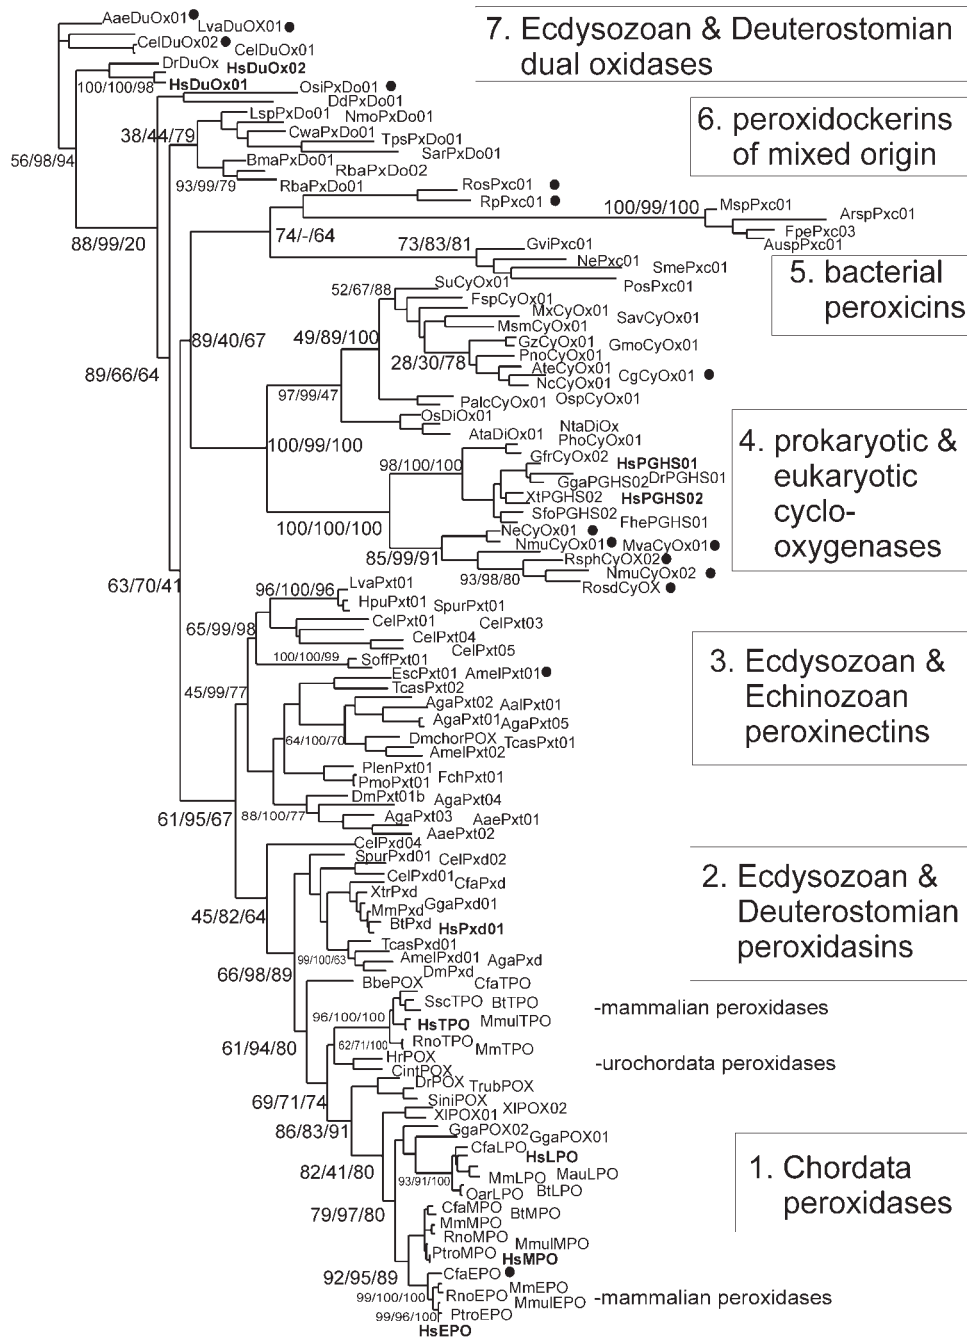 AaeDuOx01
LvaDuOX01
CelDuOx02
CelDuOx01
7. Ecdysozoan & Deuterostomian
dual oxidases
DrDuOx
HsDuOx02
100/100/98
HsDuOx01
OsiPxDo01
DdPxDo01
LspPxDo01
NmoPxDo01
6. peroxidockerins
of mixed origin
38/44/79
CwaPxDo01
TpsPxDo01
SarPxDo01
56/98/94
BmaPxDo01
RbaPxDo02
93/99/79
RbaPxDo01
RosPxc01
RpPxc01
100/99/100
MspPxc01
ArspPxc01
FpePxc03
AuspPxc01
88/99/20
74/-/64
73/83/81
GviPxc01
NePxc01
SmePxc01
PosPxc01
5. bacterial
peroxicins
52/67/88
SuCyOx01
FspCyOx01
MxCyOx01
SavCyOx01
MsmCyOx01
89/40/67
49/89/100
GzCyOx01
GmoCyOx01
PnoCyOx01
28/30/78
AteCyOx01
CgCyOx01
NcCyOx01
89/66/64
97/99/47
PalcCyOx01
OspCyOx01
OsDiOx01
NtaDiOx
AtaDiOx01
PhoCyOx01
4. prokaryotic &
eukaryotic
cyclo-
oxygenases
100/99/100
GfrCyOx02
98/100/100
HsPGHS01
GgaPGHS02
DrPGHS01
XtPGHS02
HsPGHS02
SfoPGHS02
FhePGHS01
100/100/100
NeCyOx01
NmuCyOx01
MvaCyOx01
85/99/91
RsphCyOX02
93/98/80
NmuCyOx02
RosdCyOX
63/70/41
96/100/96
LvaPxt01
HpuPxt01
SpurPxt01
CelPxt01
CelPxt03
65/99/98
CelPxt04
CelPxt05
100/100/99
SoffPxt01
EscPxt01
AmelPxt01
3. Ecdysozoan &
Echinozoan
peroxinectins
45/99/77
TcasPxt02
AgaPxt02
AalPxt01
AgaPxt01
AgaPxt05
64/100/70
DmchorPOX
TcasPxt01
AmelPxt02
PlenPxt01
PmoPxt01
FchPxt01
DmPxt01b
AgaPxt04
61/95/67
88/100/77
AgaPxt03
AaePxt01
AaePxt02
CelPxd04
SpurPxd01
CelPxd02
CelPxd01
CfaPxd
2. Ecdysozoan &
Deuterostomian
peroxidasins
XtrPxd
GgaPxd01
MmPxd
BtPxd
HsPxd01
45/82/64
TcasPxd01
99/100/63
AmelPxd01
AgaPxd
DmPxd
66/98/89
BbePOX
CfaTPO
SscTPO
BtTPO
-mammalian peroxidases
96/100/100
HsTPO
MmulTPO
61/94/80
62/71/100
RnoTPO
MmTPO
HrPOX
-urochordata peroxidases
CintPOX
DrPOX
TrubPOX
69/71/74
SiniPOX
XlPOX02
XlPOX01
86/83/91
GgaPOX02
GgaPOX01
CfaLPO
HsLPO
82/41/80
93/91/100
MmLPO
MauLPO
OarLPO
BtLPO
1. Chordata
peroxidases
79/97/80
CfaMPO
BtMPO
MmMPO
RnoMPO
MmulMPO
PtroMPO
HsMPO
92/95/89
CfaEPO
99/100/100
RnoEPO
MmEPO
MmulEPO
-mammalian peroxidases
99/96/100
PtroEPO
HsEPO